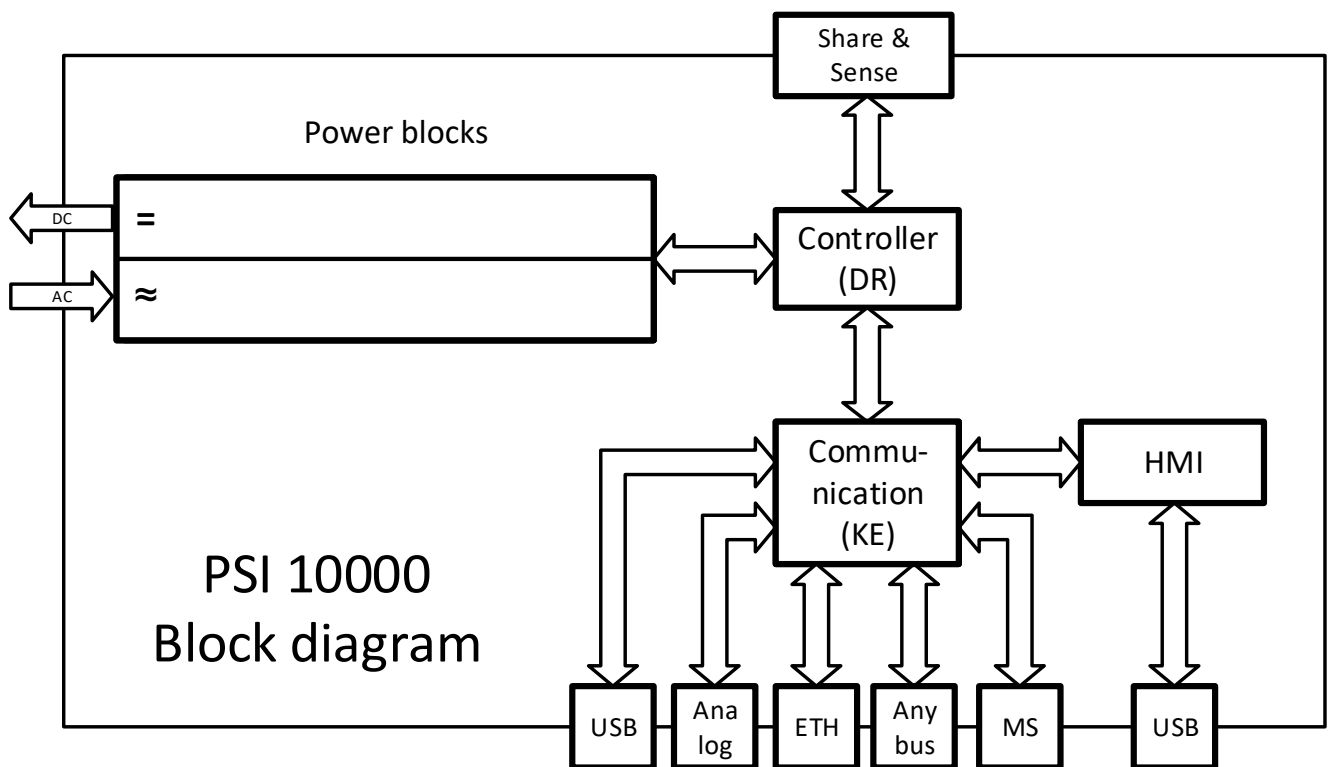 Share &
Sense
Power blocks
DC
=
Controller
(DR)
AC
≈
Commu-
nication
(KE)
HMI
PSI 10000
Block diagram
USB
Ana
log
ETH
Any
bus
MS
USB